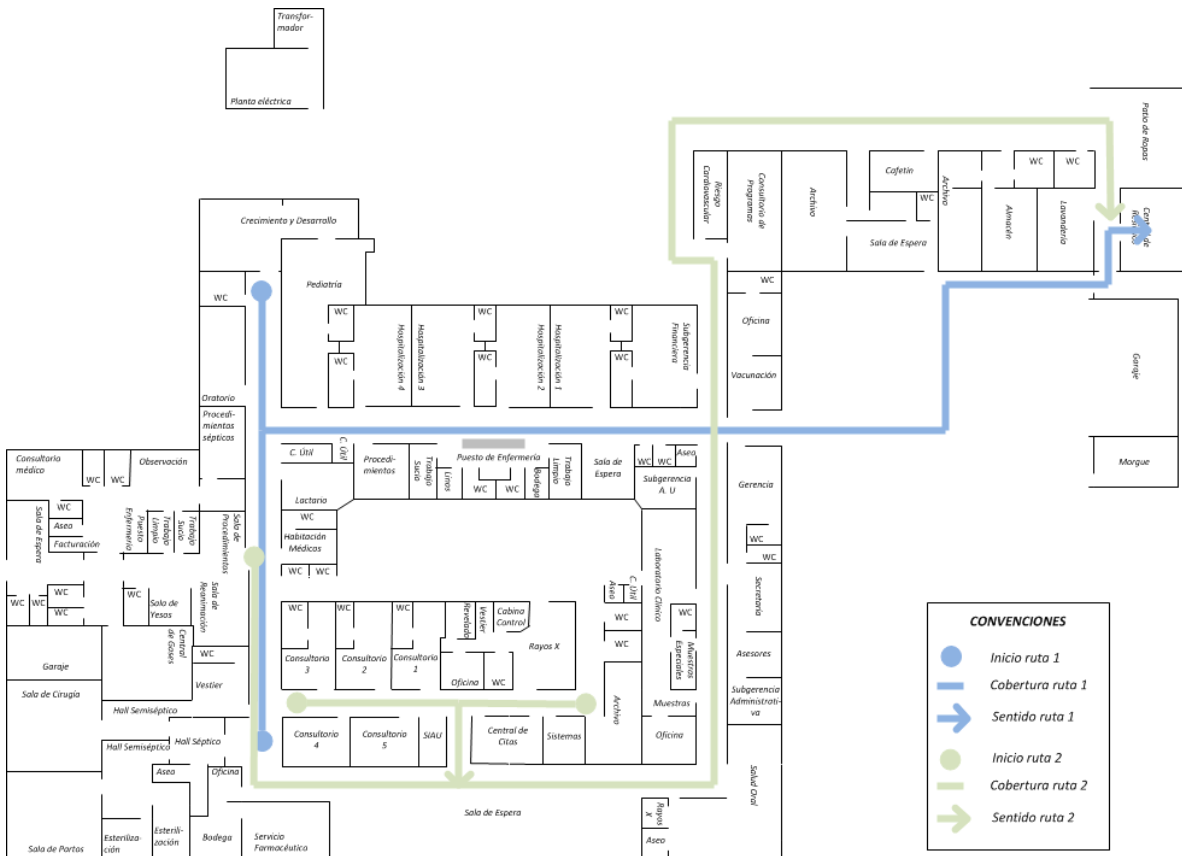 Transfor-
mador
Planta eléctrica
Patio de Ropas
Crecimiento y Desarrollo
WC
Pediatría
WC
WC
Hospitalización 4
Hospitalización 3
WC
WC
Hospitalización 2
Hospitalización 1
WC
WC
Subgerencia
Financiera
Riesgo
Cardiovascular
Consultorio de
Programas
Archivo
Cafetín
WC
Sala de Espera
Archivo
WC
WC
Almacén
Lavandería
Central de
WC
Oficina
Vacunación
Garaje
Morgue
Oratorio
Procedi-
mientos
sépticos
Consultorio
médico
WC
WC
Observación
C. Útil
C. Útil
Procedimientos
Trabajo
Sucio
Linos
Puesto de Enfermería
WC
WC
Bodega
Trabajo
Limpio
Sala de
Espera
WC
WC
Aseo
Subgerencia
A. U
Gerencia
Lactario
WC
Habitación
Médicos
WC
WC
Sala de Espera
WC
Aseo
Facturación
Puesto
Enfermería
Trabajo
Limpio
Trabajo
Sucio
Sala de
Procedimientos
WC
WC
WC
WC
WC
Sala de
Yesos
Sala de
Reanimación
Central
de Gases
WC
Vestier
Garaje
Sala de Cirugía
Hall Semiséptico
Hall Semiséptico
Hall Séptico
WC
WC
WC
Consultorio
3
Consultorio
2
Consultorio
1
Revelado
Vestier
Cabina
Control
Rayos X
Oficina
WC
Aseo
C. Útil
WC
WC
Laboratorio Clínico
WC
Muestras
Especiales
Archivo
Muestras
Oficina
WC
WC
Secretaría
Asesores
Subgerencia
Administrati-
va
Consultorio
4
Consultorio
5
SIAU
Central de
Citas
Sistemas
Aseo
Oficina
Sala de Partos
Esteriliza-
ción
Esterili-
zación
Bodega
Servicio
Farmacéutico
Sala de Espera
Rayos
X
Aseo
Salud Oral
CONVENCIONES
Inicio ruta 1
Cobertura ruta 1
Sentido ruta 1
Inicio ruta 2
Cobertura ruta 2
Sentido ruta 2